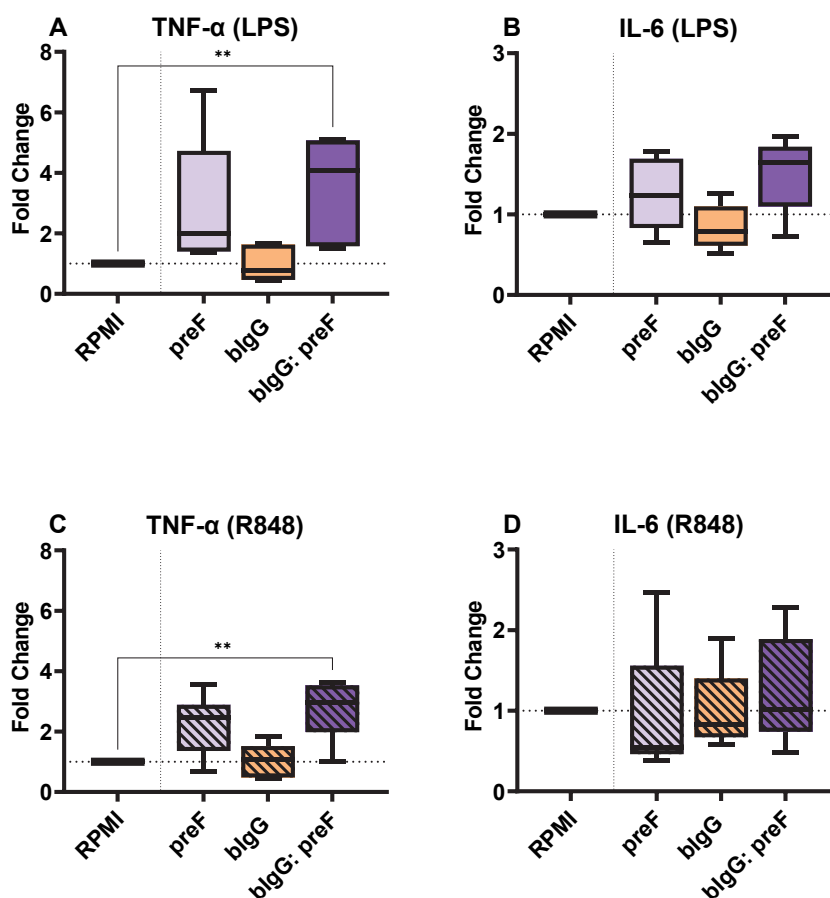 A TNF-α (LPS)
8
6
4
2
0
Fold Change
**
RPMI
preF
bIgG
bIgG: preF
B IL-6 (LPS)
3
2
1
0
Fold Change
RPMI
preF
bIgG
bIgG: preF
C TNF-α (R848)
8
6
4
2
0
Fold Change
**
RPMI
preF
bIgG
bIgG: preF
D IL-6 (R848)
3
2
1
0
Fold Change
RPMI
preF
bIgG
bIgG: preF